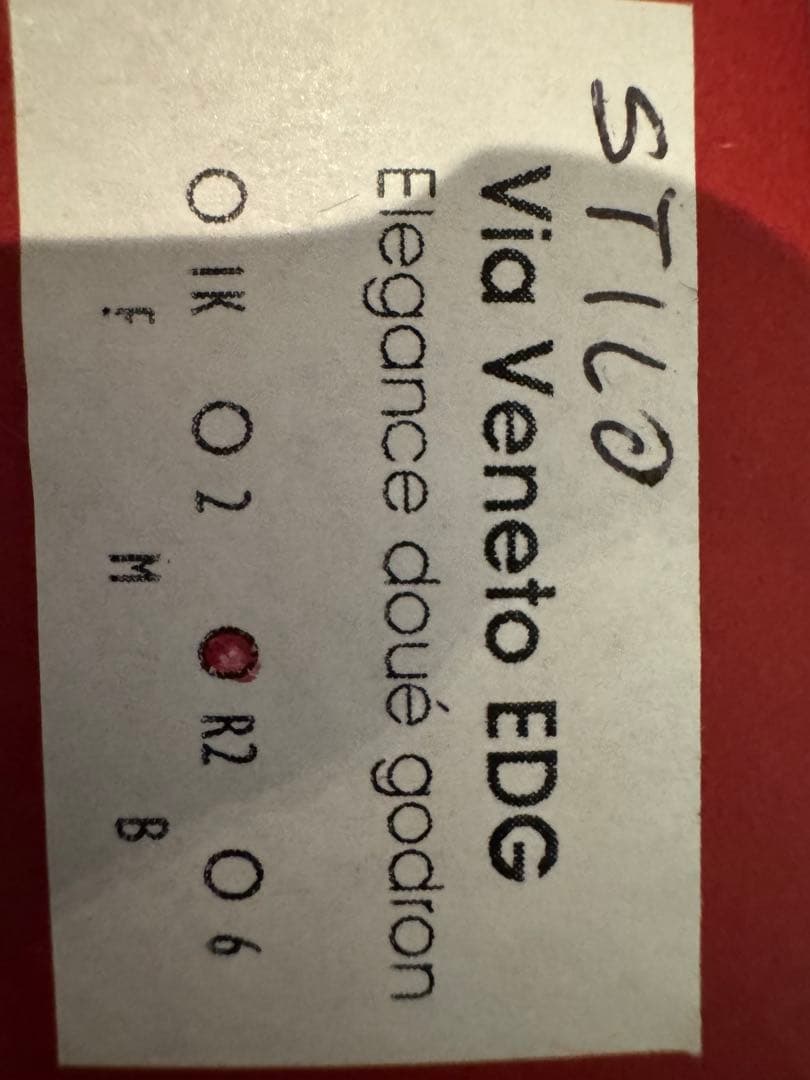 STILO
Via Veneto EDG
Elegance doué godron
O 1K O 2 R2 O 6
F M B